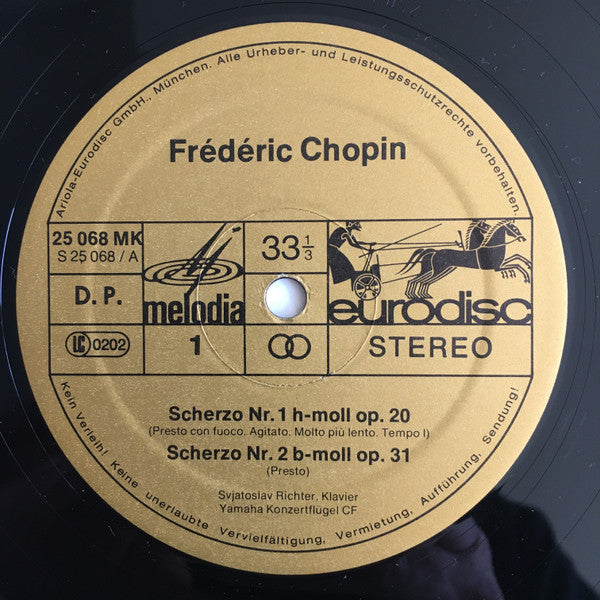 Ariola-Eurodisc GmbH., München. Alle Urheber- und Leistungsschutzrechte vorbehalten.
Frédéric Chopin
25 068 MK
S 25 068 / A
33 1/3
D. P.
melodia
eurodisc
LC 0202
1
STEREO
Scherzo Nr. 1 h-moll op. 20
(Presto con fuoco. Agitato. Molto più lento. Tempo I)
Scherzo Nr. 2 b-moll op. 31
(Presto)
Svjatoslav Richter, Klavier
Yamaha Konzertflügel CF
Kein Verleih! Keine unerlaubte Vervielfältigung, Vermietung, Aufführung, Sendung!